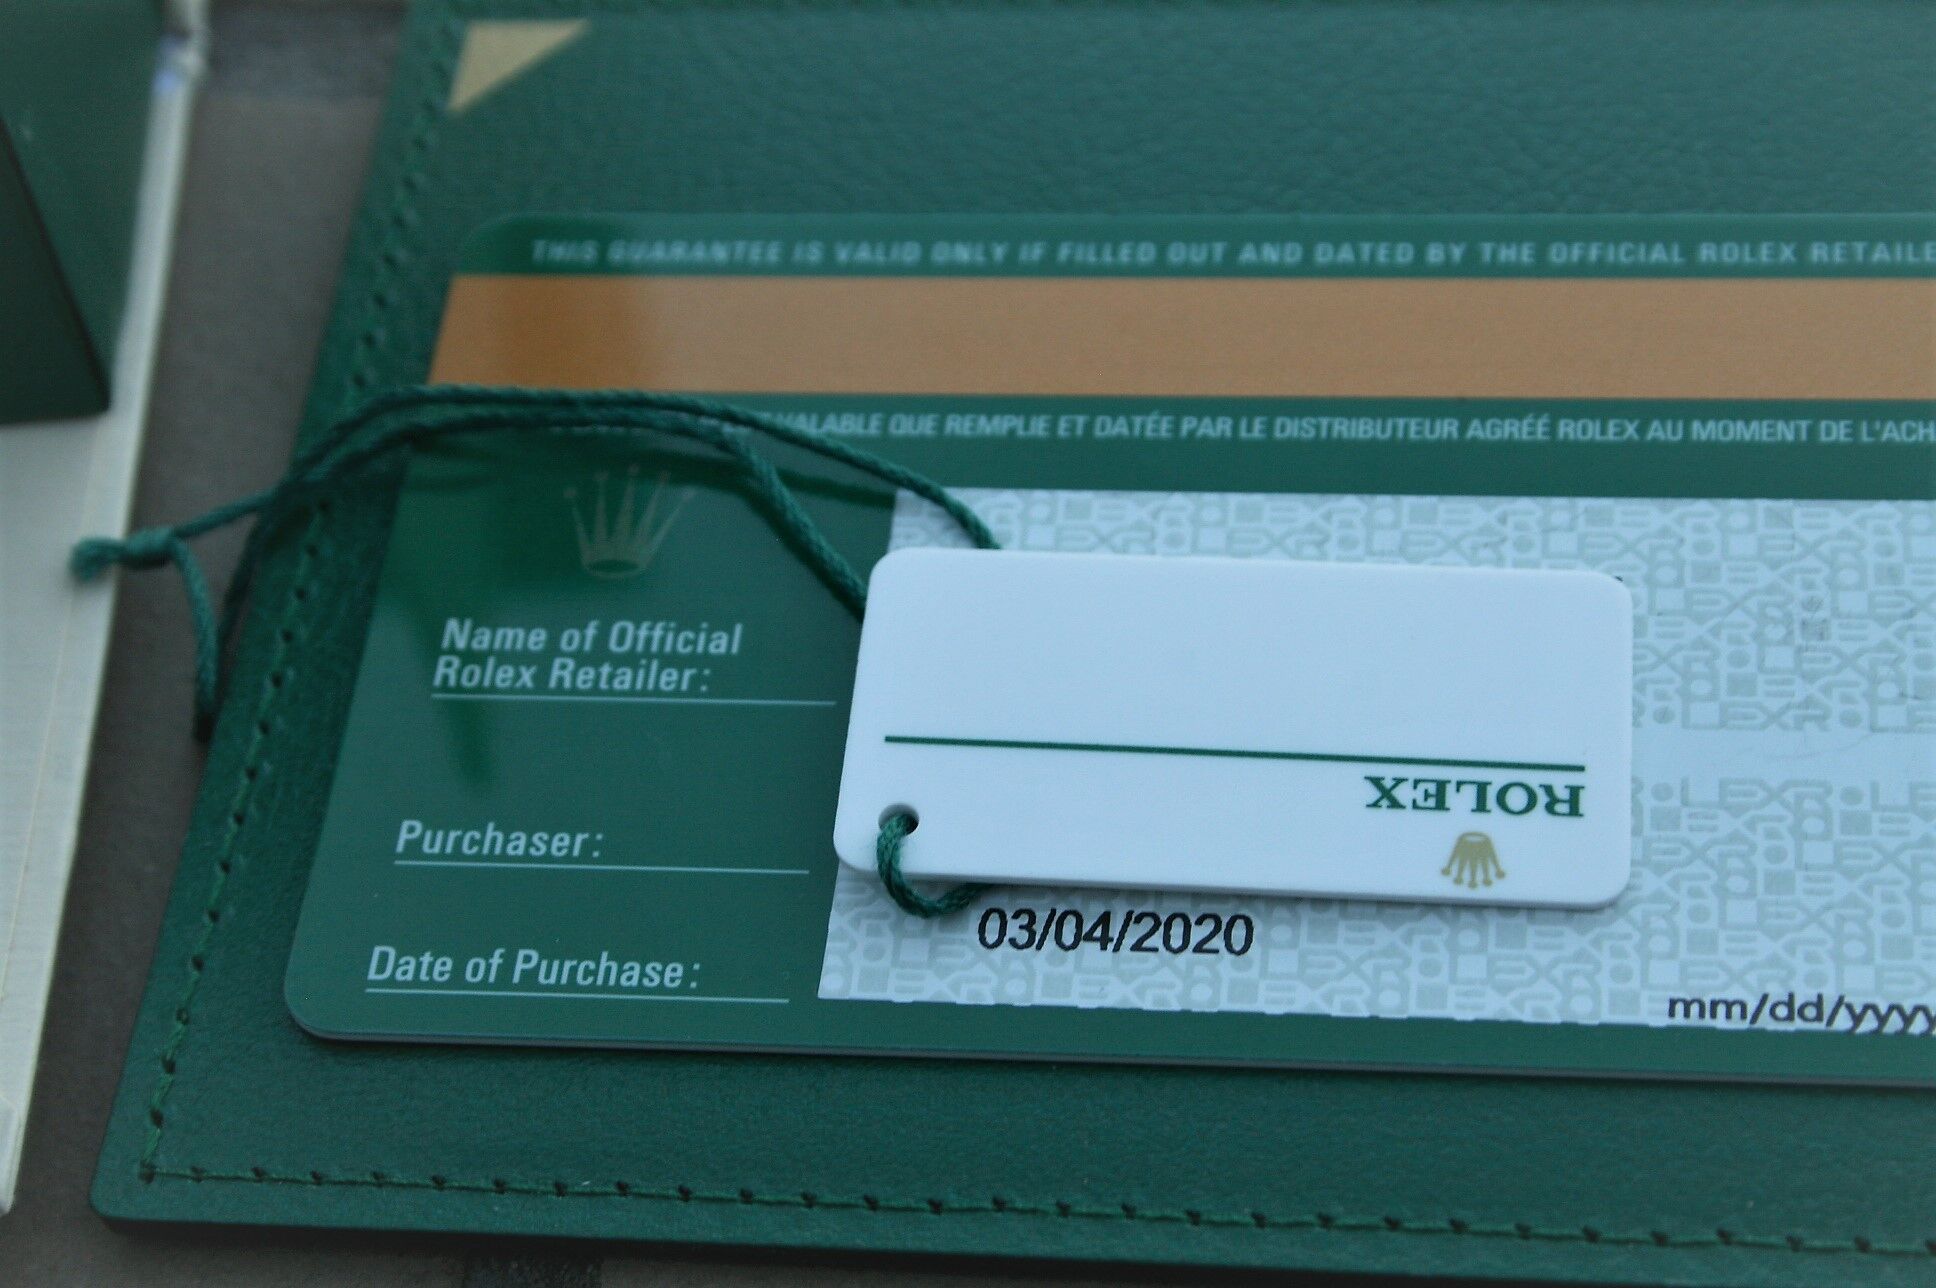 THIS GUARANTEE IS VALID ONLY IF FILLED OUT AND DATED BY THE OFFICIAL ROLEX RETAILE
VALABLE QUE REMPLIE ET DATÉE PAR LE DISTRIBUTEUR AGRÉÉ ROLEX AU MOMENT DE L'ACH
Name of Official
Rolex Retailer:
ROLEX
Purchaser:
03/04/2020
Date of Purchase:
mm/dd/yyyy